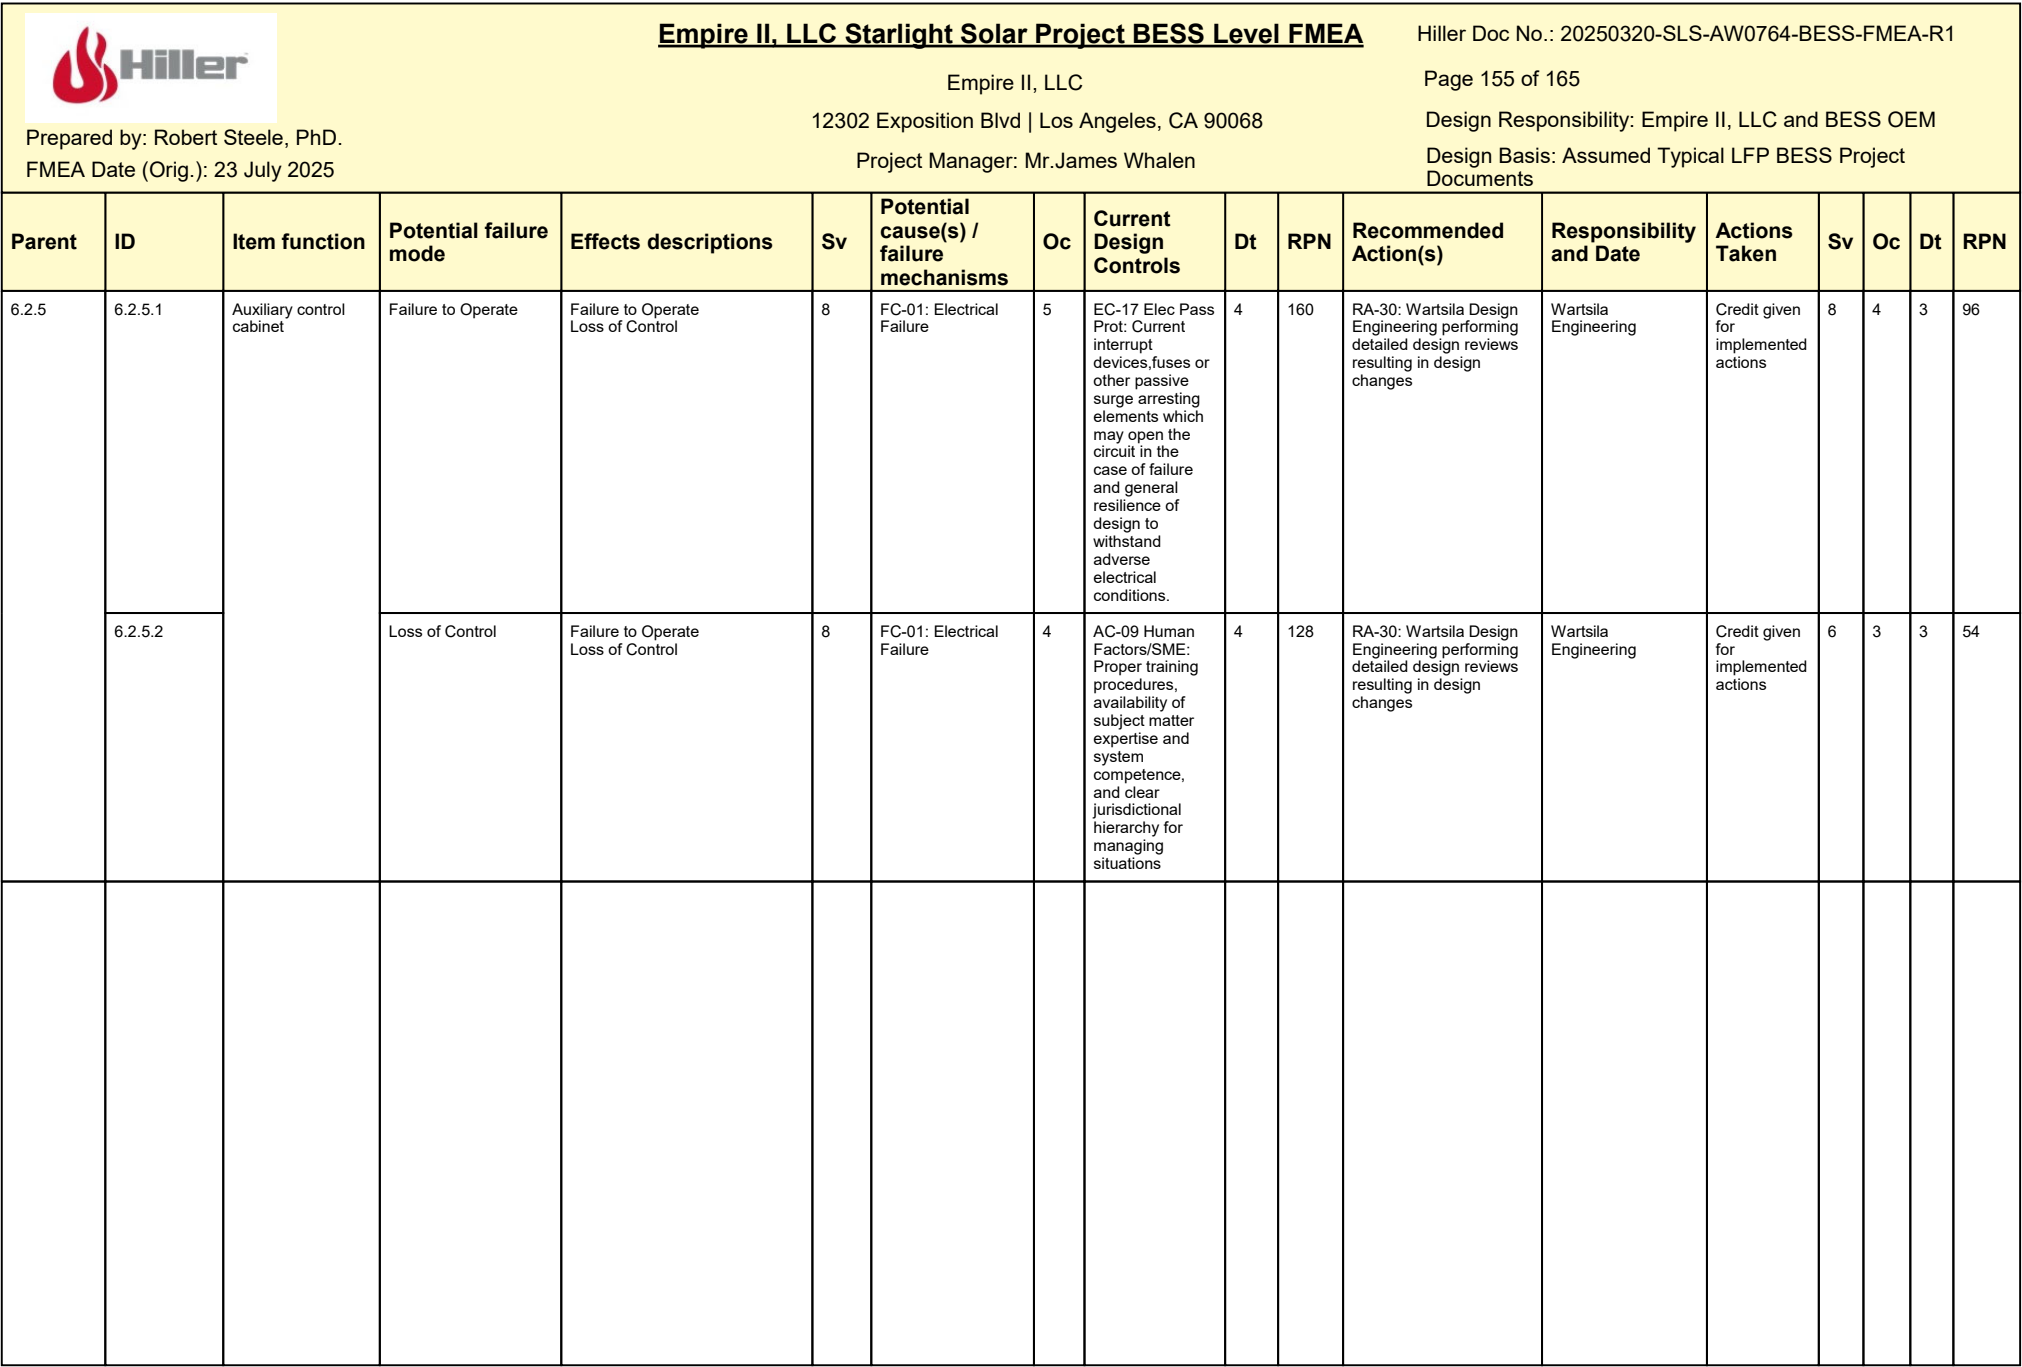 Hiller
Prepared by: Robert Steele, PhD.
FMEA Date (Orig.): 23 July 2025
Empire II, LLC Starlight Solar Project BESS Level FMEA
Empire II, LLC
12302 Exposition Blvd | Los Angeles, CA 90068
Project Manager: Mr.James Whalen
Hiller Doc No.: 20250320-SLS-AW0764-BESS-FMEA-R1
Page 155 of 165
Design Responsibility: Empire II, LLC and BESS OEM
Design Basis: Assumed Typical LFP BESS Project
Documents
Parent
ID
Item function
Potential failure
mode
Effects descriptions
Sv
Potential
cause(s) /
failure
mechanisms
Oc
Current
Design
Controls
Dt
RPN
Recommended
Action(s)
Responsibility
and Date
Actions
Taken
Sv
Oc
Dt
RPN
6.2.5
6.2.5.1
Auxiliary control
cabinet
Failure to Operate
Failure to Operate
Loss of Control
8
FC-01: Electrical
Failure
5
EC-17 Elec Pass
Prot: Current
interrupt
devices,fuses or
other passive
surge arresting
elements which
may open the
circuit in the
case of failure
and general
resilience of
design to
withstand
adverse
electrical
conditions.
4
160
RA-30: Wartsila Design
Engineering performing
detailed design reviews
resulting in design
changes
Wartsila
Engineering
Credit given
for
implemented
actions
8
4
3
96
6.2.5.2
Loss of Control
Failure to Operate
Loss of Control
8
FC-01: Electrical
Failure
4
AC-09 Human
Factors/SME:
Proper training
procedures,
availability of
subject matter
expertise and
system
competence,
and clear
jurisdictional
hierarchy for
managing
situations
4
128
RA-30: Wartsila Design
Engineering performing
detailed design reviews
resulting in design
changes
Wartsila
Engineering
Credit given
for
implemented
actions
6
3
3
54